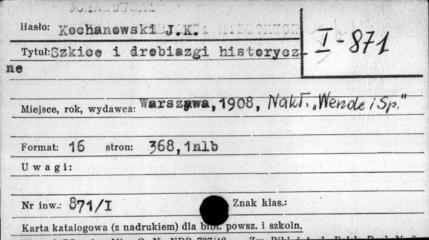 Hasło: Kochanowski J.K.
I-871
Tytuł: Szkice i drobiazgi historycz
ne
Miejsce, rok, wydawca: Warszawa, 1908, Nakł. „Wende i Sp."
Format: 16 stron: 368, 1nlb
Uwagi:
Nr inw.: 871/I Znak klas.:
Karta katalogowa (z nadrukiem) dla bibl. powsz. i szkoln.